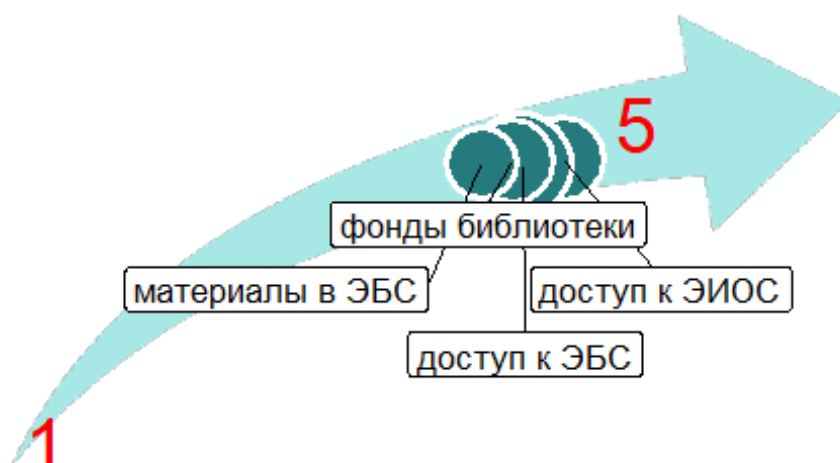 5
фонды библиотеки
материалы в ЭБС
доступ к ЭИОС
доступ к ЭБС
1